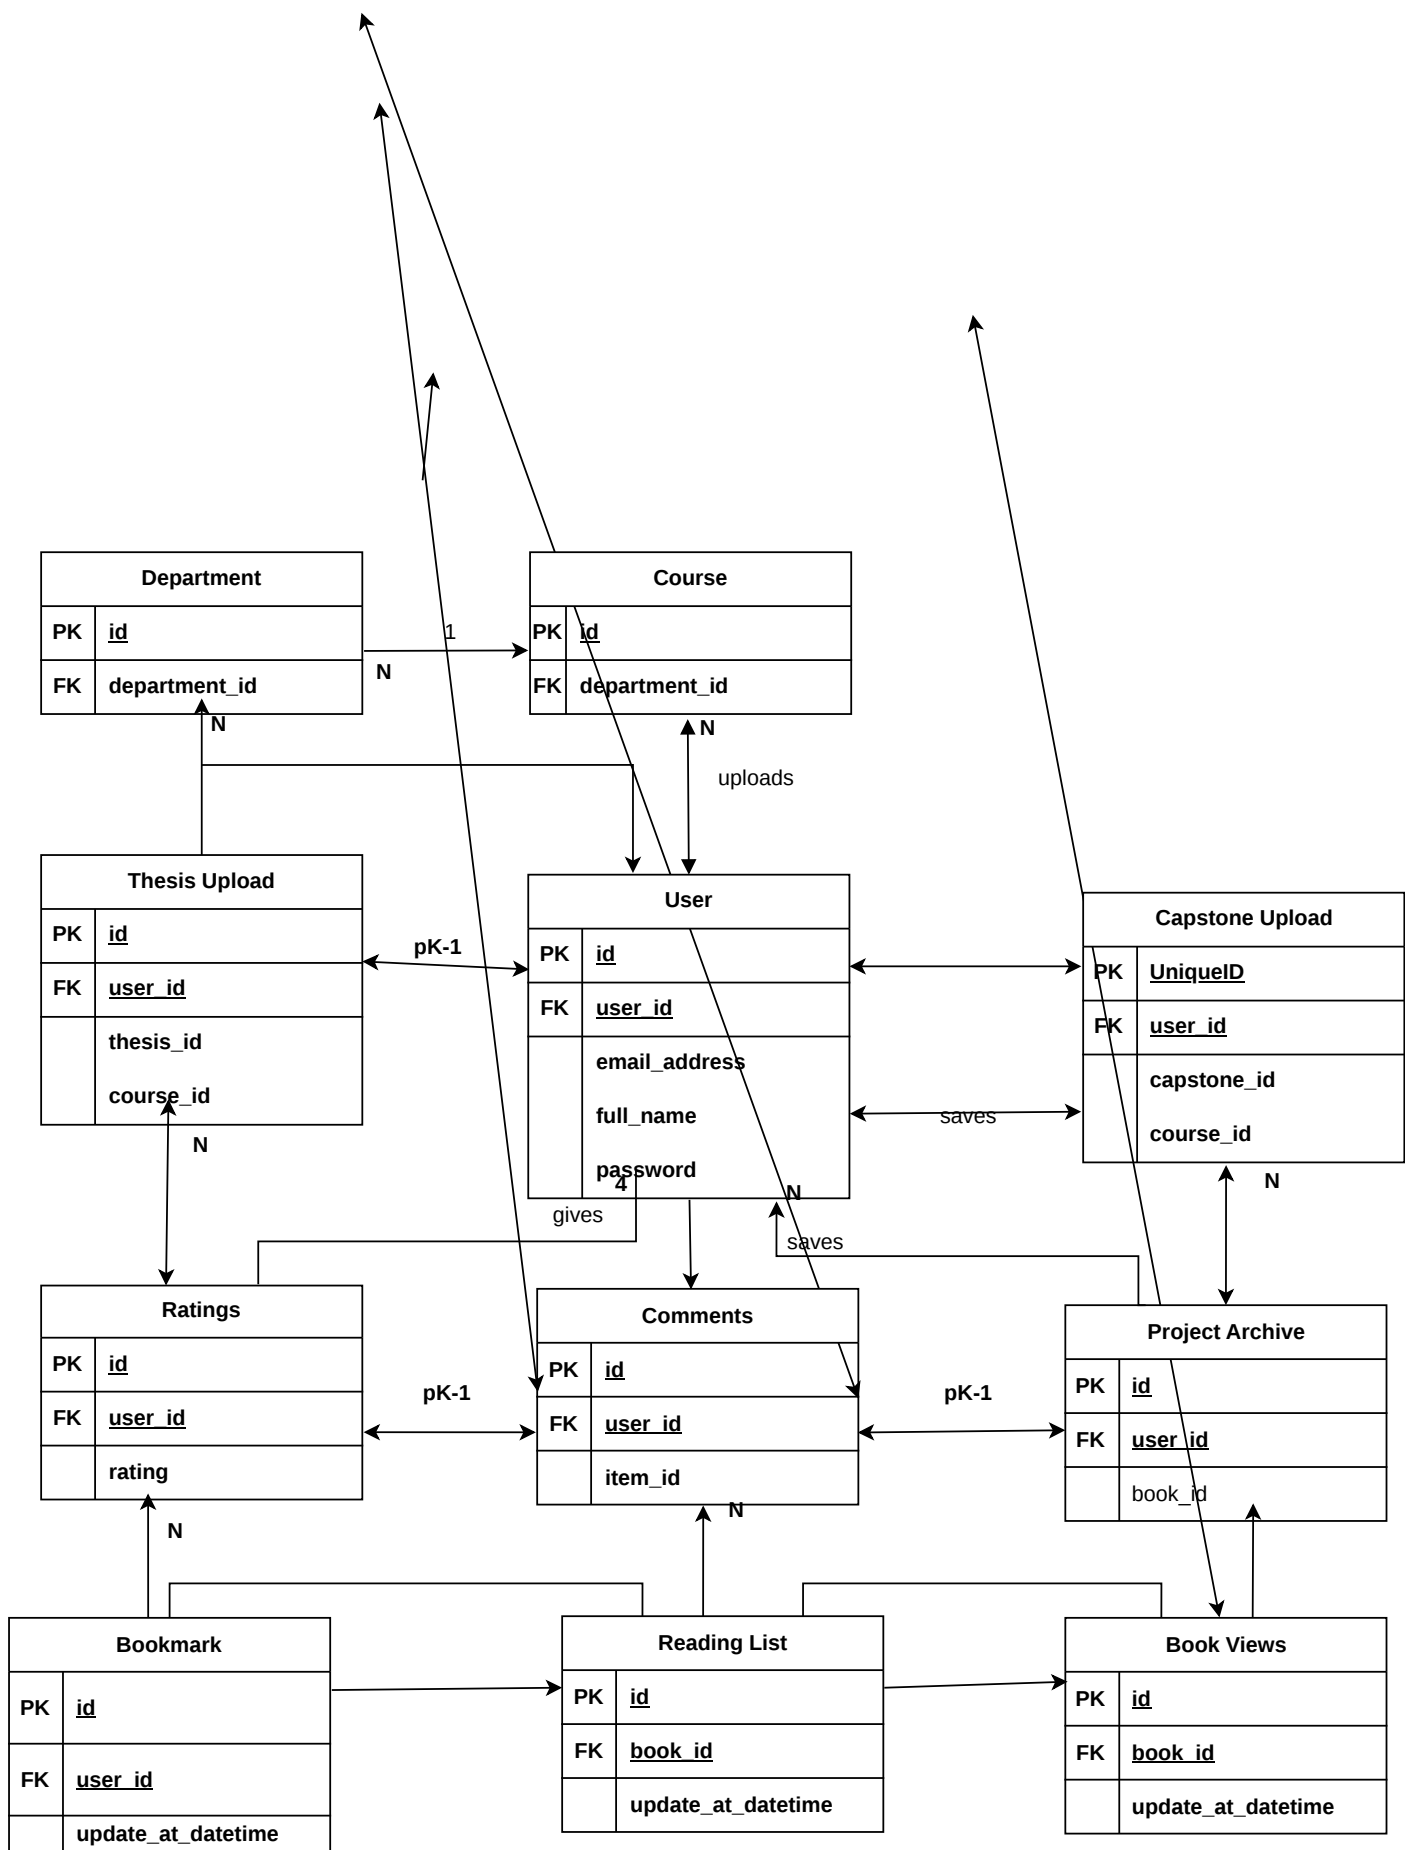 Department
PK id
FK department_id
N
1
N
Course
PK id
FK department_id
N
uploads
Thesis Upload
PK id
FK user_id
thesis_id
course_id
N
pK-1
User
PK id
FK user_id
email_address
full_name
password
4
N
gives
saves
saves
Capstone Upload
PK UniqueID
FK user_id
capstone_id
course_id
N
Ratings
PK id
FK user_id
rating
N
pK-1
Comments
PK id
FK user_id
item_id
N
pK-1
Project Archive
PK id
FK user_id
book_id
Bookmark
PK id
FK user_id
update_at_datetime
Reading List
PK id
FK book_id
update_at_datetime
Book Views
PK id
FK book_id
update_at_datetime